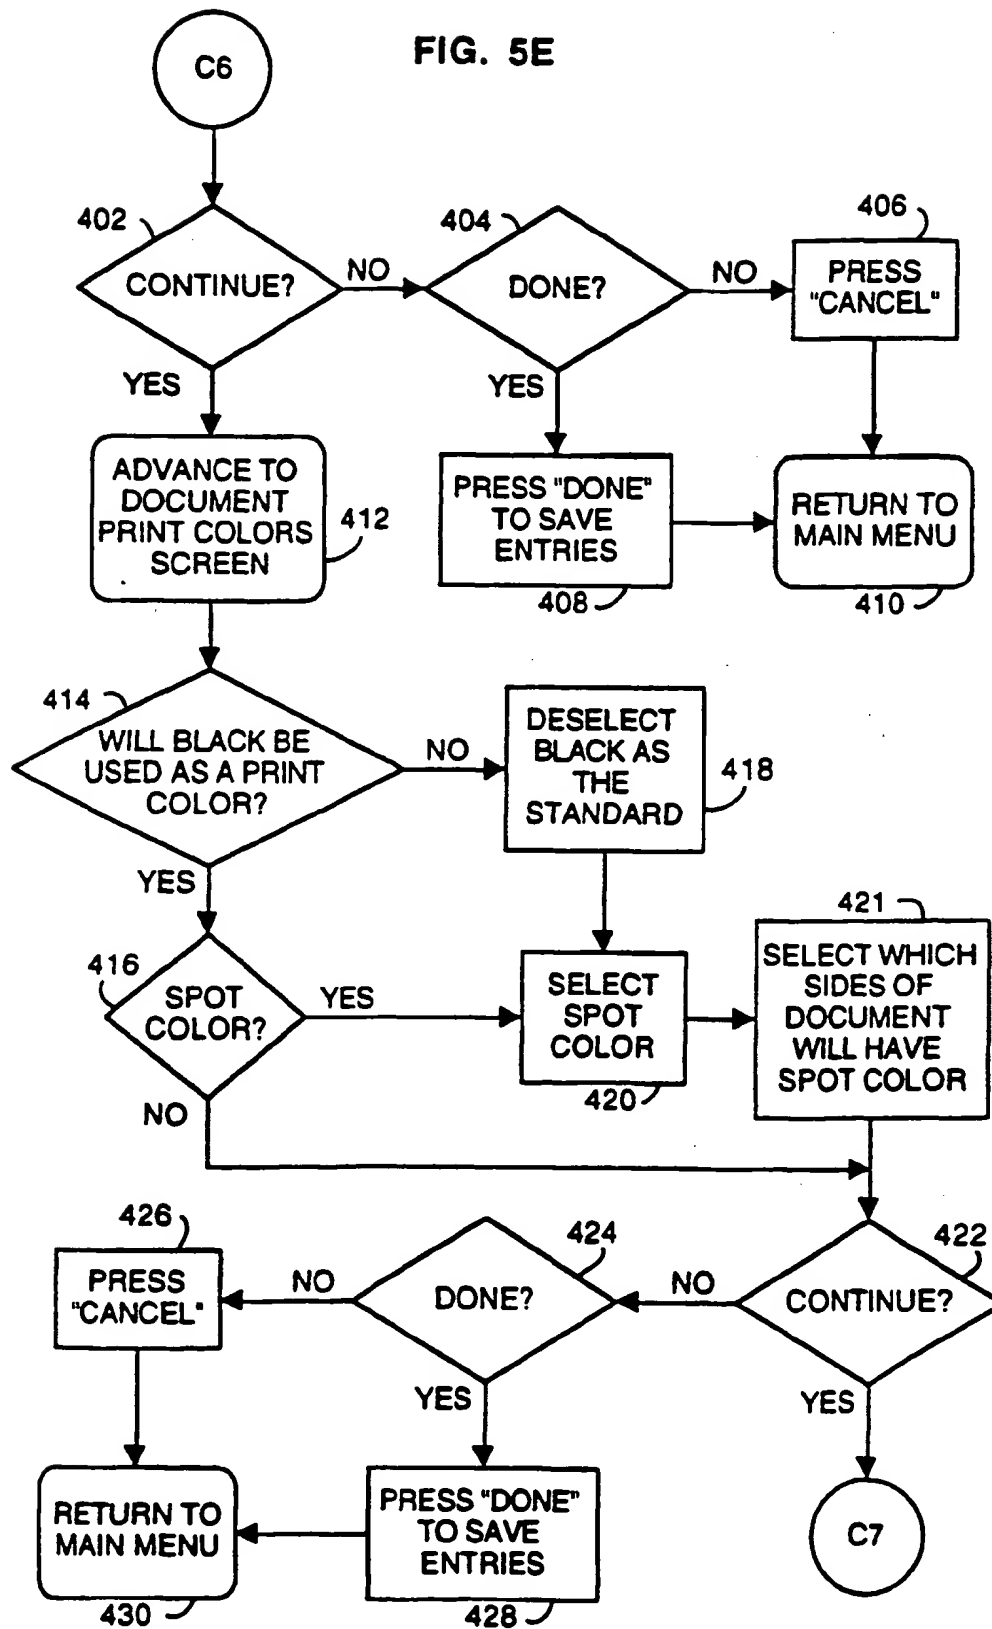 FIG. 5E
C6
402
CONTINUE?
NO
YES
404
DONE?
NO
YES
406
PRESS
"CANCEL"
ADVANCE TO
DOCUMENT
PRINT COLORS
SCREEN
412
PRESS "DONE"
TO SAVE
ENTRIES
408
RETURN TO
MAIN MENU
410
414
WILL BLACK BE
USED AS A PRINT
COLOR?
NO
YES
DESELECT
BLACK AS
THE
STANDARD
418
416
SPOT
COLOR?
YES
NO
SELECT
SPOT
COLOR
420
421
SELECT WHICH
SIDES OF
DOCUMENT
WILL HAVE
SPOT COLOR
426
PRESS
"CANCEL"
NO
424
DONE?
YES
NO
422
CONTINUE?
YES
RETURN TO
MAIN MENU
430
PRESS "DONE"
TO SAVE
ENTRIES
428
C7